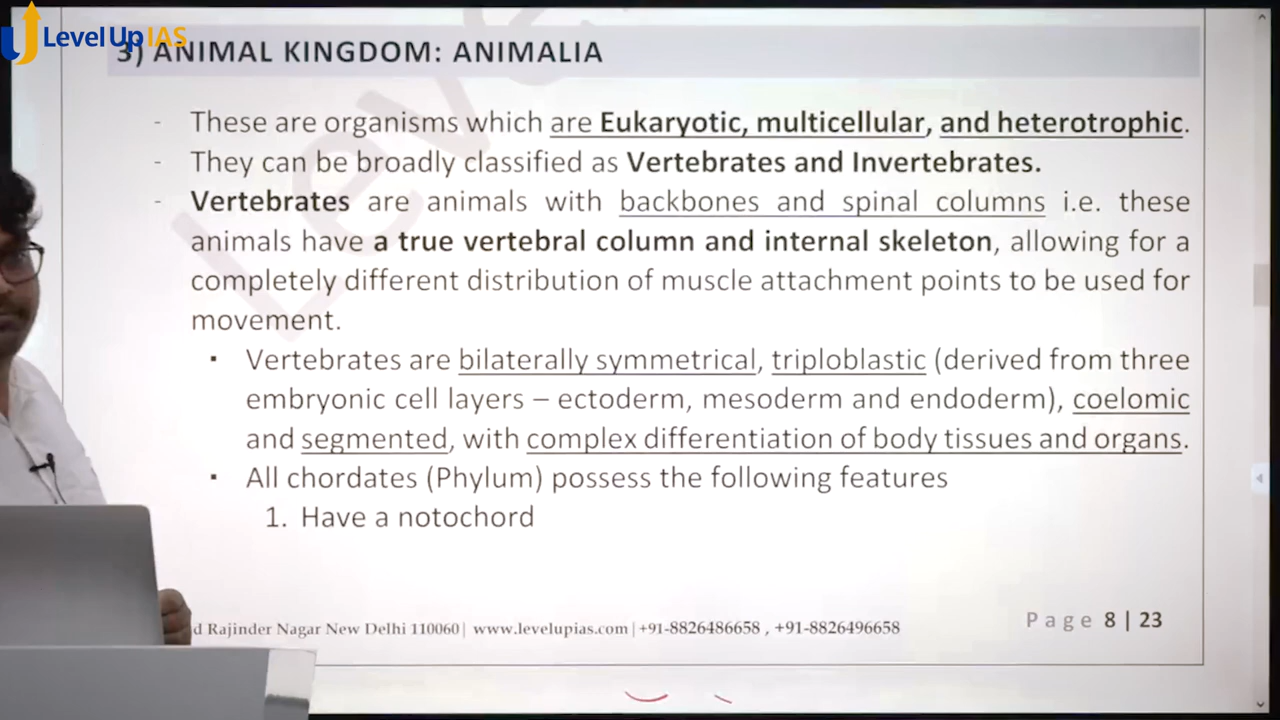 Level Up IAS
3) ANIMAL KINGDOM: ANIMALIA
- These are organisms which are Eukaryotic, multicellular, and heterotrophic.
- They can be broadly classified as Vertebrates and Invertebrates.
- Vertebrates are animals with backbones and spinal columns i.e. these
animals have a true vertebral column and internal skeleton, allowing for a
completely different distribution of muscle attachment points to be used for
movement.
▪ Vertebrates are bilaterally symmetrical, triploblastic (derived from three
embryonic cell layers – ectoderm, mesoderm and endoderm), coelomic
and segmented, with complex differentiation of body tissues and organs.
▪ All chordates (Phylum) possess the following features
1. Have a notochord
d Rajinder Nagar New Delhi 110060| www.levelupias.com | +91-8826486658 , +91-8826496658
Page 8 | 23
Leve